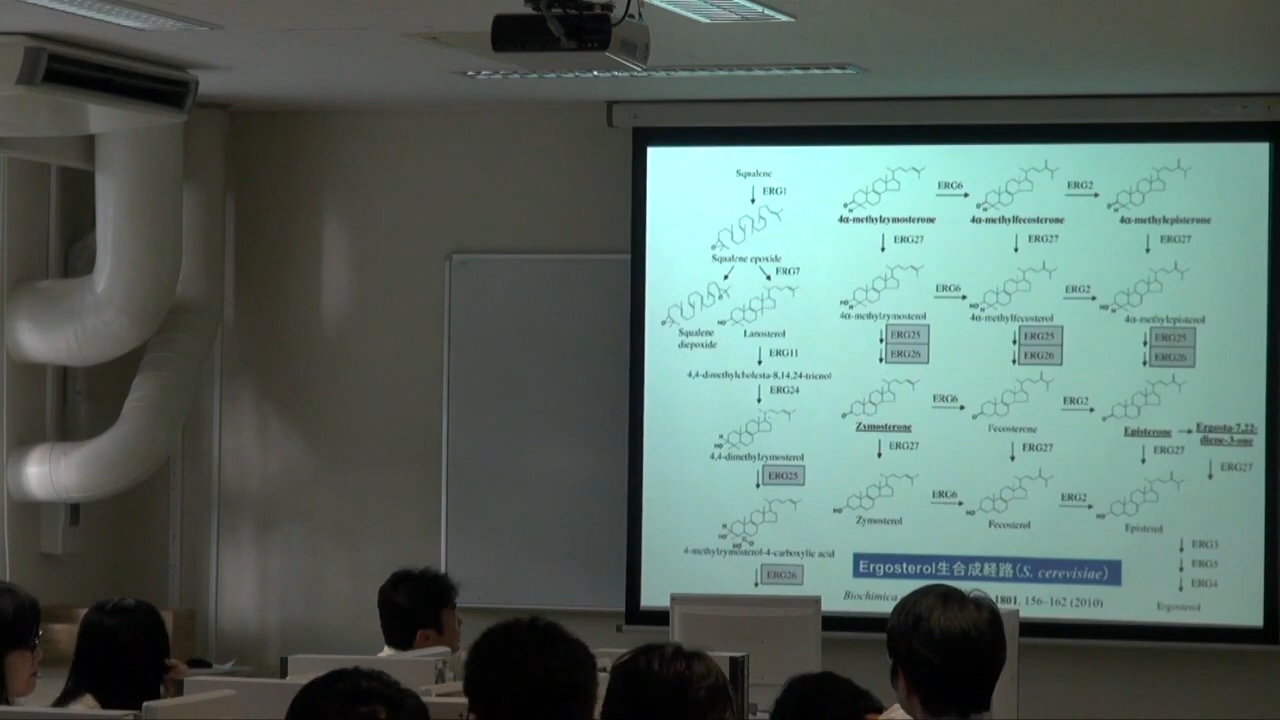 Squalene
ERG1
Squalene epoxide
ERG7
Squalene
diepoxide
Lanosterol
ERG11
4,4-dimethylcholesta-8,14,24-trienol
ERG24
4,4-dimethylzymosterol
ERG25
4-methylzymosterol-4-carboxylic acid
ERG26
ERG6
ERG2
4α-methylzymosterone
4α-methylfecosterone
4α-methylepisterone
ERG27
ERG27
ERG27
ERG6
ERG2
4α-methylzymosterol
4α-methylfecosterol
4α-methylepisterol
ERG25
ERG25
ERG25
ERG26
ERG26
ERG26
ERG6
ERG2
Zymosterone
Fecosterone
Episterone
Ergosta-7,22-
diene-3-one
ERG27
ERG27
ERG27
ERG27
ERG6
ERG2
Zymosterol
Fecosterol
Episterol
ERG3
ERG5
ERG4
Ergosterol
Ergosterol生合成経路(S. cerevisiae)
Biochimica
1801, 156–162 (2010)